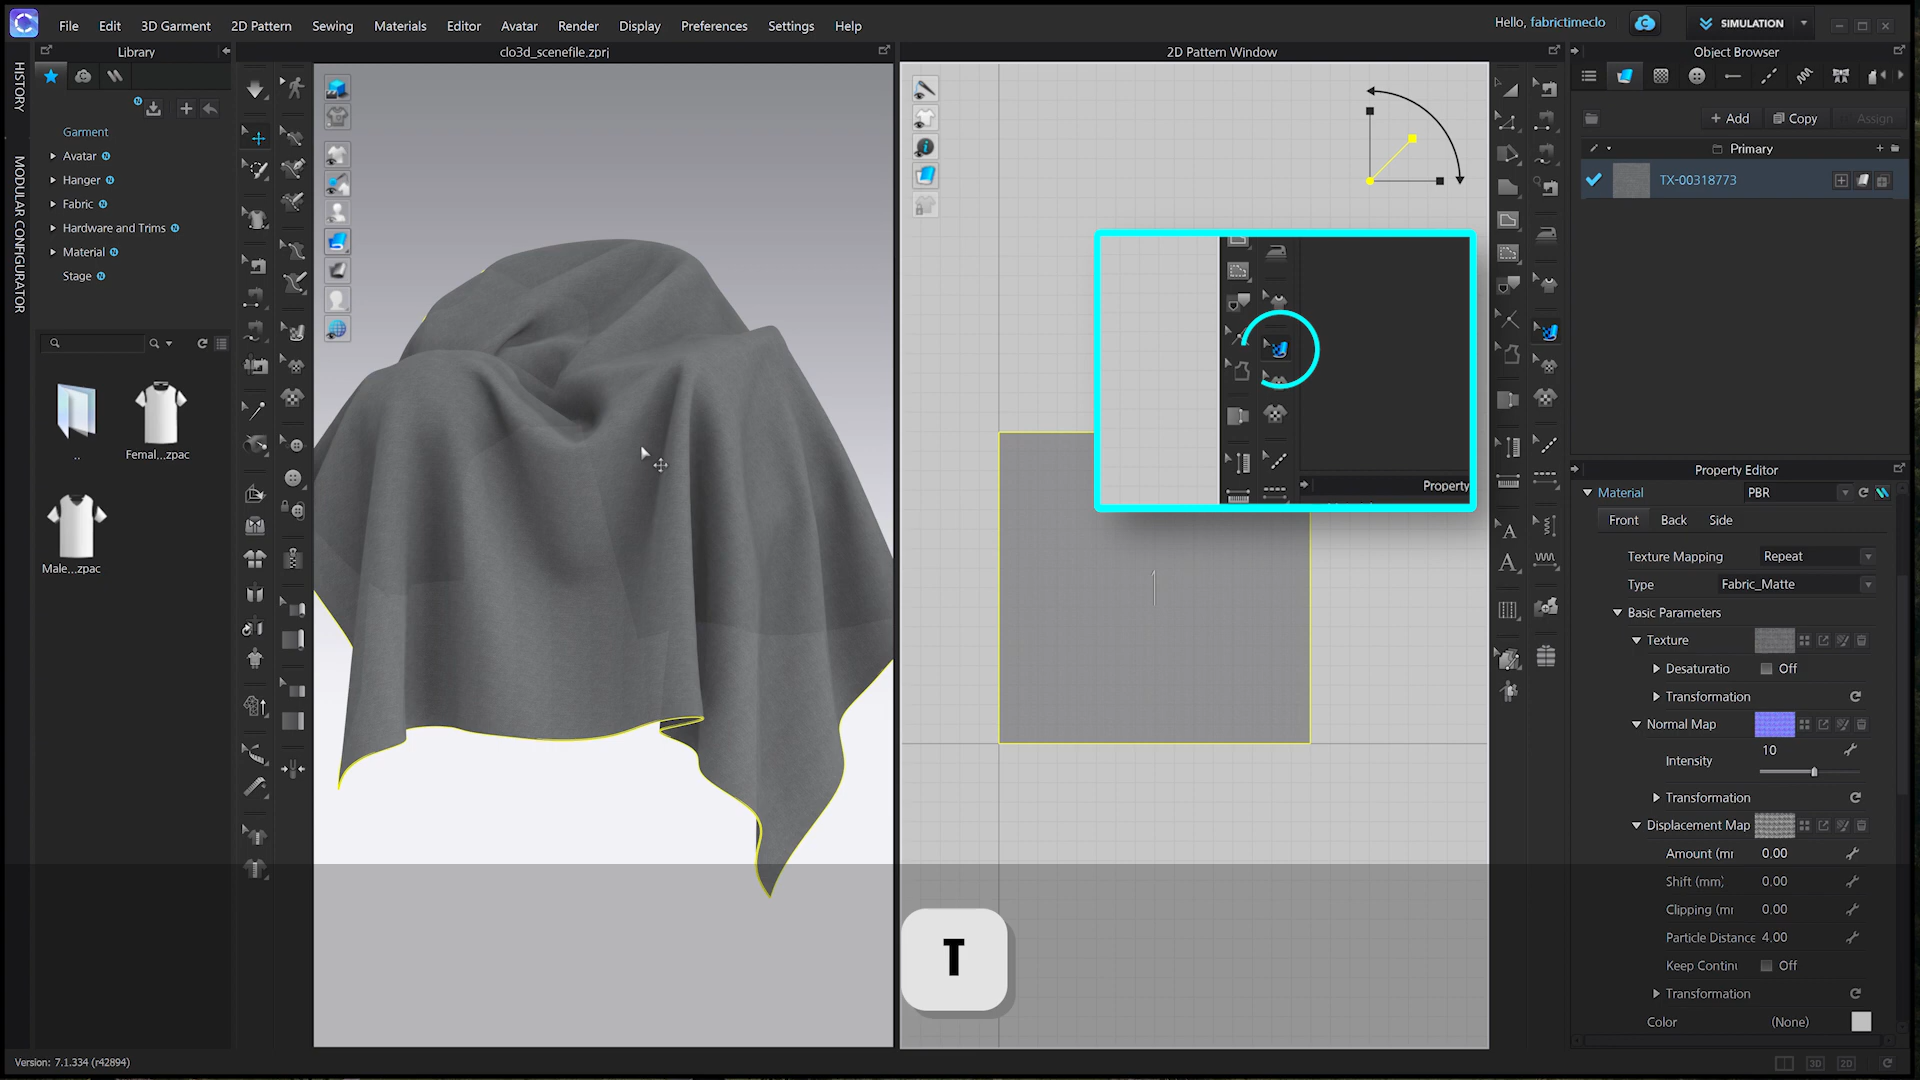 File Edit 3D Garment 2D Pattern Sewing Materials Editor Avatar Render Display Preferences Settings Help
Hello, fabrictimeclo
SIMULATION
HISTORY
MODULAR CONFIGURATOR
Library
clo3d_scenefile.zprj
2D Pattern Window
Object Browser
Garment
Avatar
Hanger
Fabric
Hardware and Trims
Material
Stage
..
Femal...zpac
Male...zpac
+ Add Copy Assign
Primary
TX-00318773
Property
Property Editor
Material PBR
Front Back Side
Texture Mapping Repeat
Type Fabric_Matte
Basic Parameters
Texture
Desaturatio Off
Transformation
Normal Map
10
Intensity
Transformation
Displacement Map
Amount (mr 0.00
Shift (mm) 0.00
Clipping (mr 0.00
Particle Distance 4.00
Keep Contin Off
Transformation
Color (None)
T
Version: 7.1.334 (r42894)
3D 2D